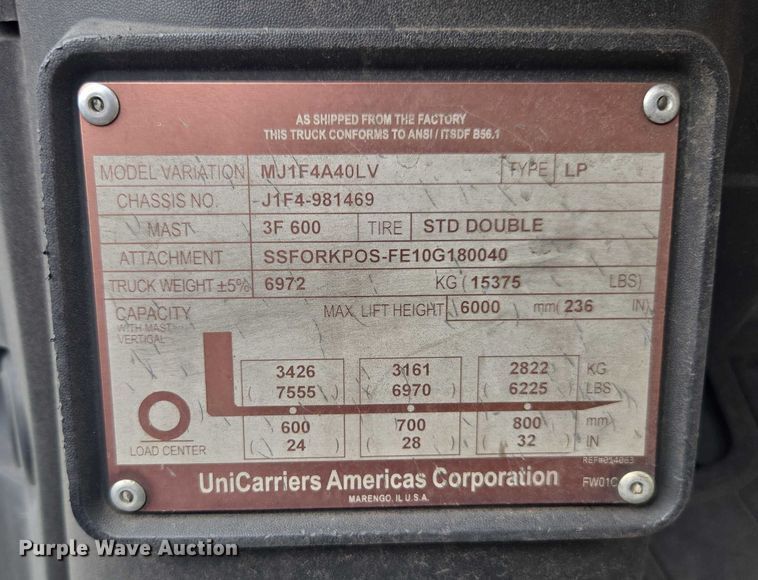 AS SHIPPED FROM THE FACTORY
THIS TRUCK CONFORMS TO ANSI / ITSDF B56.1
MODEL VARIATION MJ1F4A40LV TYPE LP
CHASSIS NO. J1F4-981469
MAST 3F 600 TIRE STD DOUBLE
ATTACHMENT SSFORKPOS-FE10G180040
TRUCK WEIGHT ±5% 6972 KG ( 15375 LBS)
CAPACITY MAX. LIFT HEIGHT 6000 mm( 236 IN)
WITH MAST
VERTICAL
3426 3161 2822 KG
( 7555 ) ( 6970 ) ( 6225 ) LBS
600 700 800 mm
( 24 ) ( 28 ) ( 32 ) IN
LOAD CENTER
REF#014083
UniCarriers Americas Corporation
MARENGO, IL U.S.A.
Purple Wave Auction